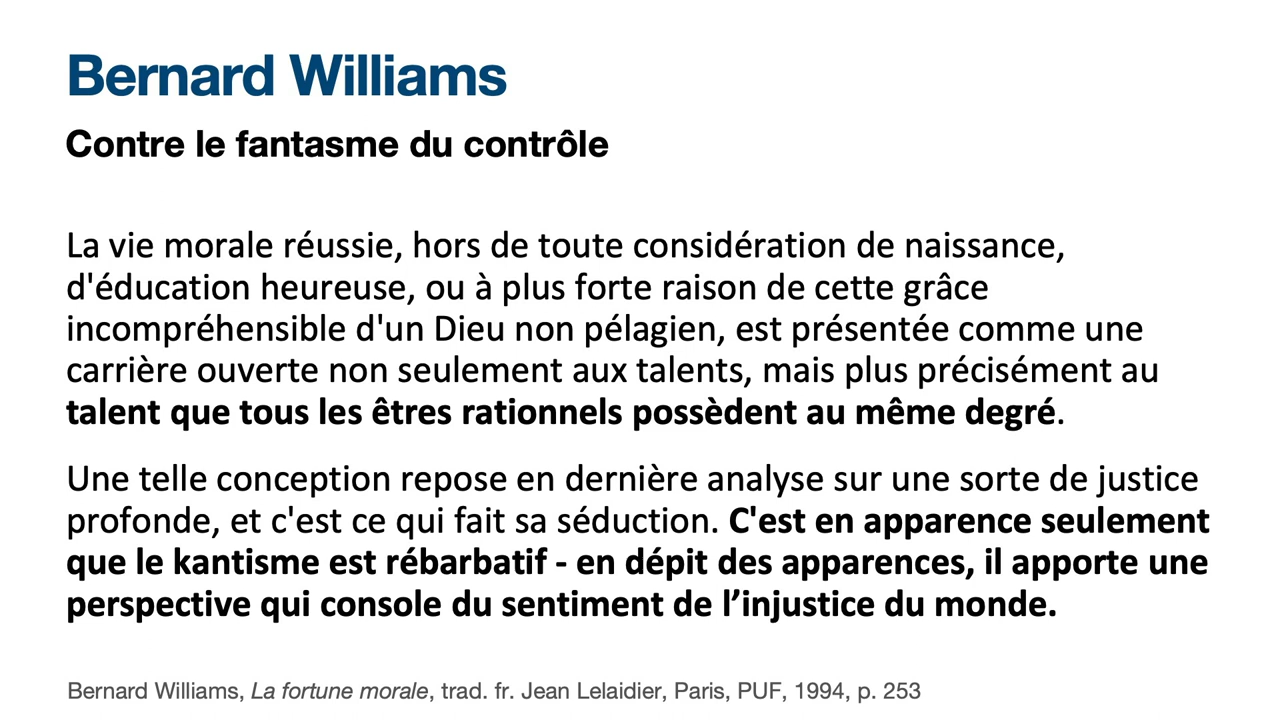 Bernard Williams
Contre le fantasme du contrôle
La vie morale réussie, hors de toute considération de naissance,
d'éducation heureuse, ou à plus forte raison de cette grâce
incompréhensible d'un Dieu non pélagien, est présentée comme une
carrière ouverte non seulement aux talents, mais plus précisément au
talent que tous les êtres rationnels possèdent au même degré.
Une telle conception repose en dernière analyse sur une sorte de justice
profonde, et c'est ce qui fait sa séduction. C'est en apparence seulement
que le kantisme est rébarbatif - en dépit des apparences, il apporte une
perspective qui console du sentiment de l’injustice du monde.
Bernard Williams, La fortune morale, trad. fr. Jean Lelaidier, Paris, PUF, 1994, p. 253